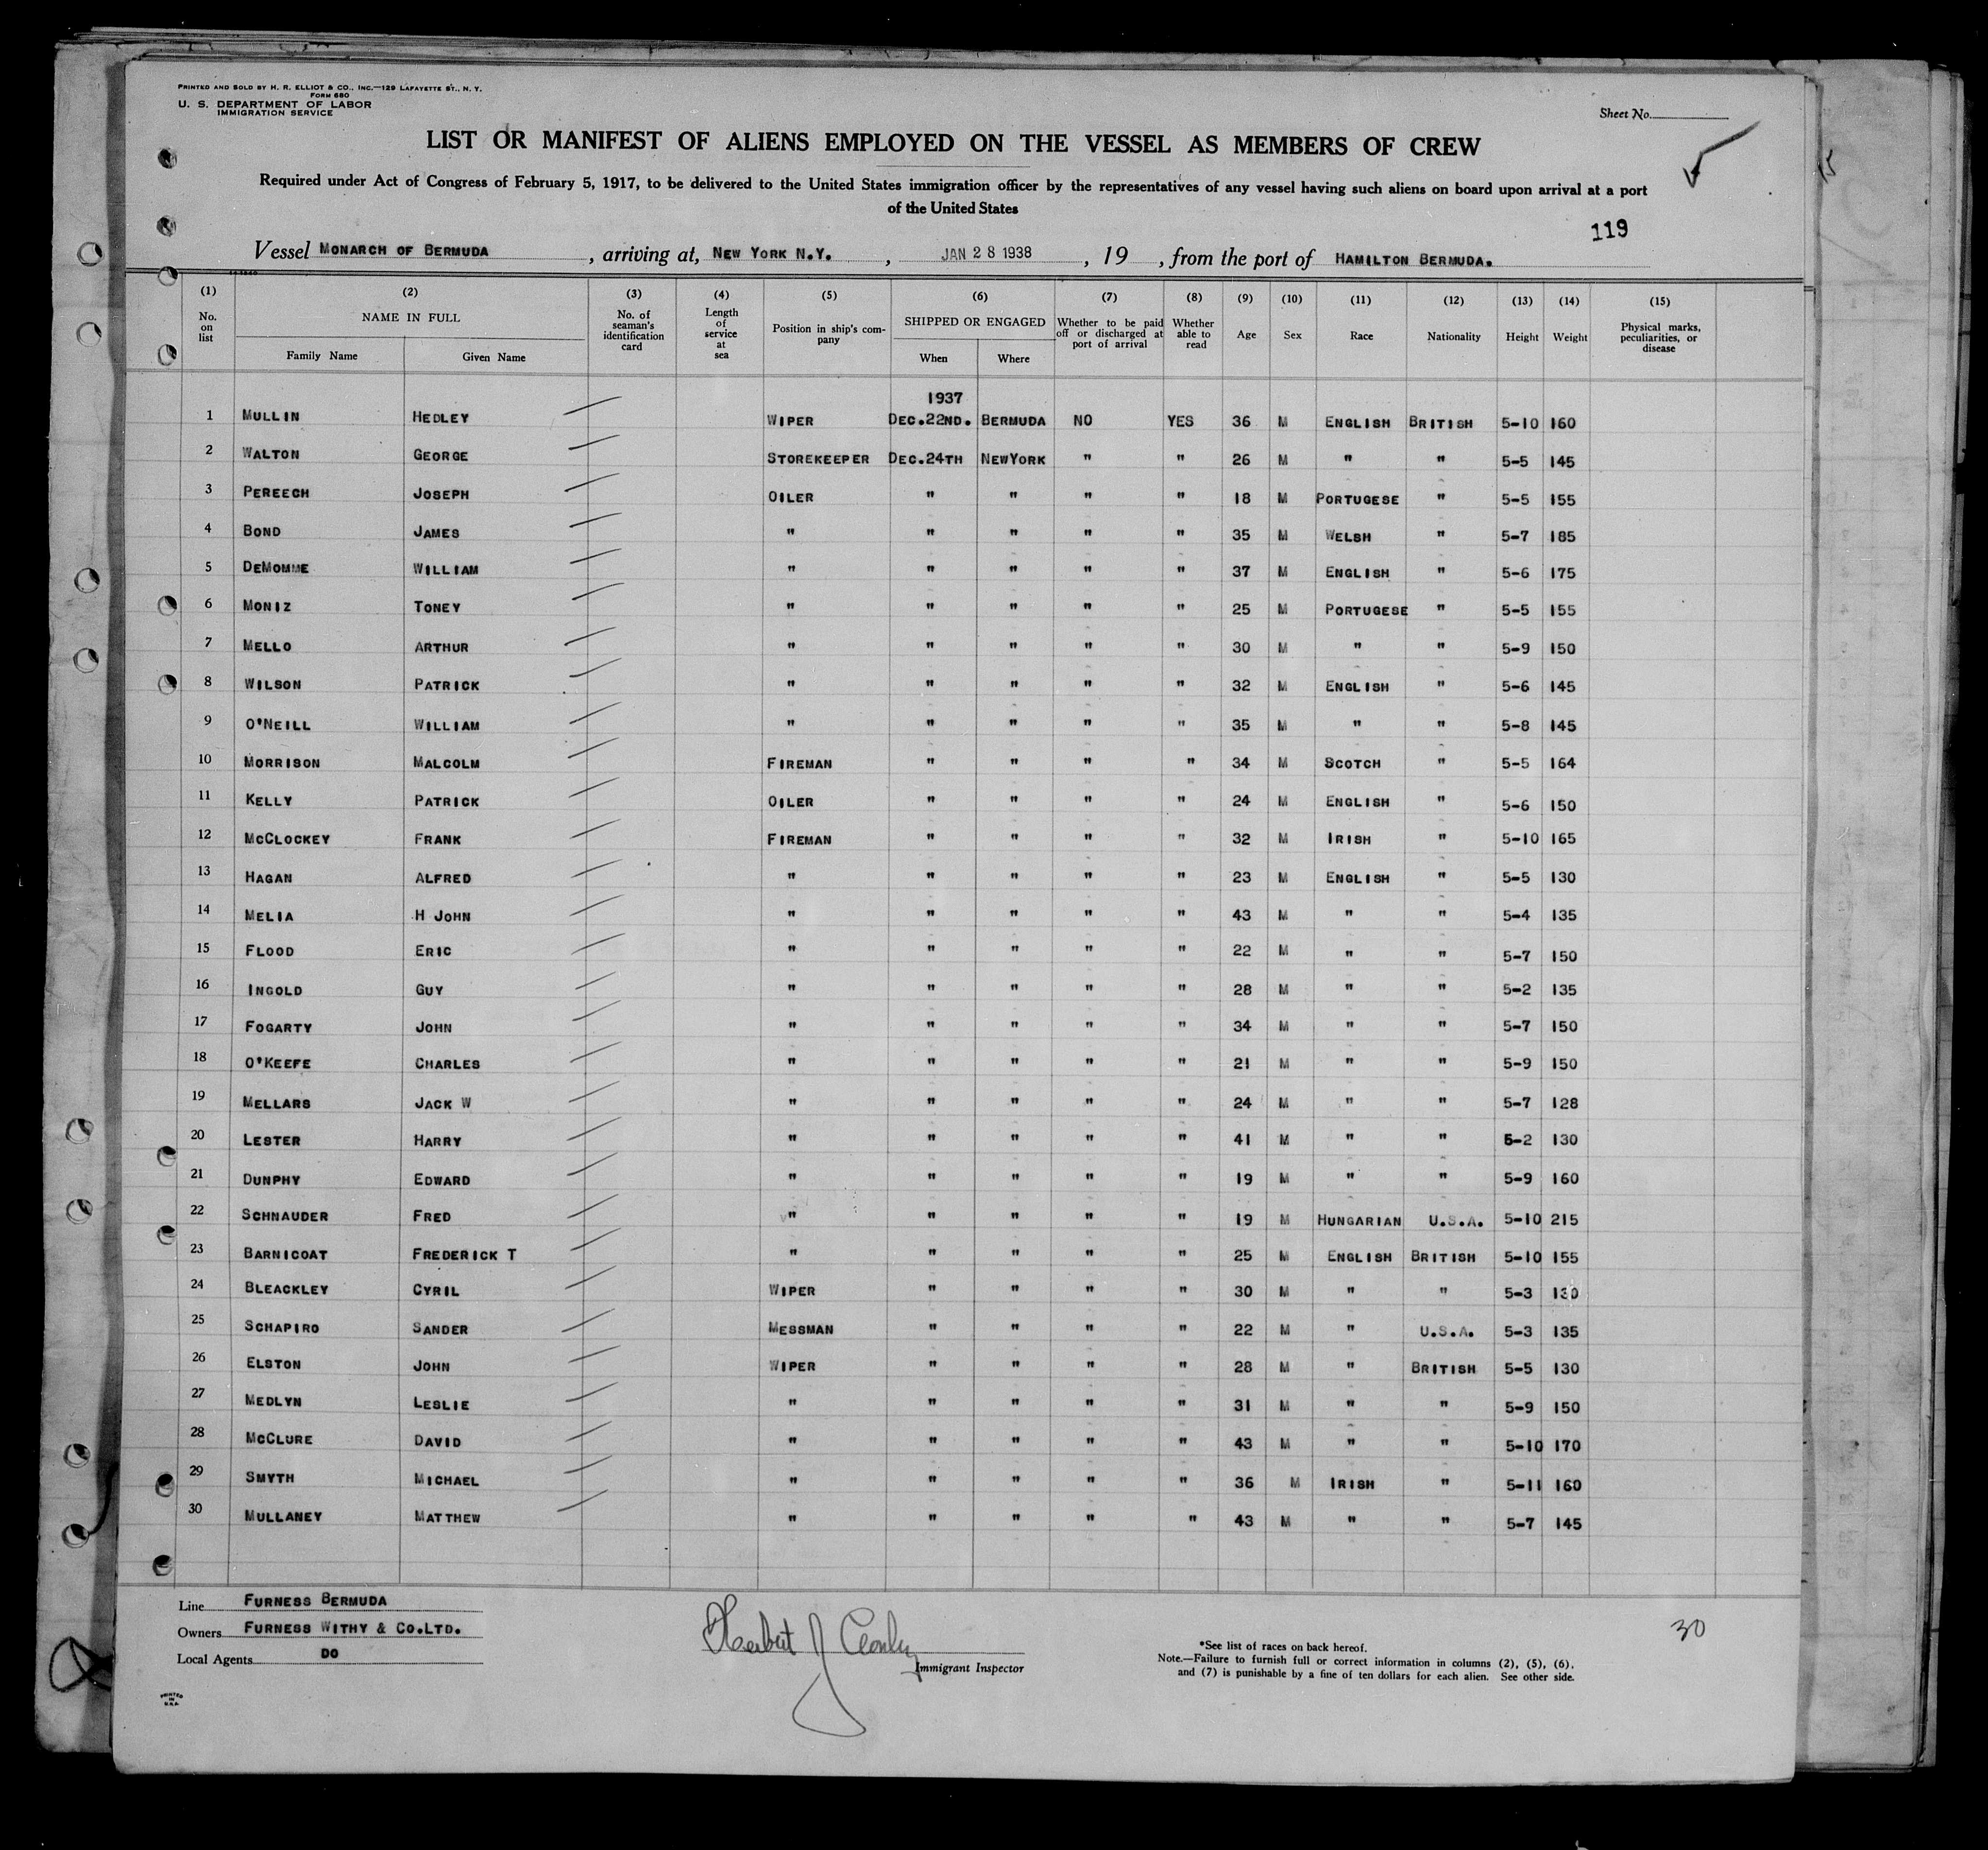 PRINTED AND SOLD BY H. R. ELLIOT & CO., INC.—129 LAFAYETTE ST., N. Y.
FORM 680
U. S. DEPARTMENT OF LABOR
IMMIGRATION SERVICE
Sheet No.
LIST OR MANIFEST OF ALIENS EMPLOYED ON THE VESSEL AS MEMBERS OF CREW
Required under Act of Congress of February 5, 1917, to be delivered to the United States immigration officer by the representatives of any vessel having such aliens on board upon arrival at a port
of the United States
119
Vessel MONARCH OF BERMUDA, arriving at, NEW YORK N.Y., JAN 28 1938, 19, from the port of HAMILTON BERMUDA.
(1) No. on list (2) NAME IN FULL Family Name Given Name (3) No. of seaman's identification card (4) Length of service at sea (5) Position in ship's company (6) SHIPPED OR ENGAGED When Where (7) Whether to be paid off or discharged at port of arrival (8) Whether able to read (9) Age (10) Sex (11) Race (12) Nationality (13) Height (14) Weight (15) Physical marks, peculiarities, or disease
1937
1 MULLIN HEDLEY WIPER DEC.22ND. BERMUDA NO YES 36 M ENGLISH BRITISH 5-10 160
2 WALTON GEORGE STOREKEEPER DEC.24TH NEWYORK " " 26 M " " 5-5 145
3 PEREECH JOSEPH OILER " " " " 18 M PORTUGESE " 5-5 155
4 BOND JAMES " " " " " 35 M WELSH " 5-7 185
5 DEMOMME WILLIAM " " " " " 37 M ENGLISH " 5-6 175
6 MONIZ TONEY " " " " " 25 M PORTUGESE " 5-5 155
7 MELLO ARTHUR " " " " " 30 M " " 5-9 150
8 WILSON PATRICK " " " " " 32 M ENGLISH " 5-6 145
9 O'NEILL WILLIAM " " " " " 35 M " " 5-8 145
10 MORRISON MALCOLM FIREMAN " " " " 34 M SCOTCH " 5-5 164
11 KELLY PATRICK OILER " " " " 24 M ENGLISH " 5-6 150
12 MCCLOCKEY FRANK FIREMAN " " " " 32 M IRISH " 5-10 165
13 HAGAN ALFRED " " " " " 23 M ENGLISH " 5-5 130
14 MELIA H JOHN " " " " " 43 M " " 5-4 135
15 FLOOD ERIC " " " " " 22 M " " 5-7 150
16 INGOLD GUY " " " " " 28 M " " 5-2 135
17 FOGARTY JOHN " " " " " 34 M " " 5-7 150
18 O'KEEFE CHARLES " " " " " 21 M " " 5-9 150
19 MELLARS JACK W " " " " " 24 M " " 5-7 128
20 LESTER HARRY " " " " " 41 M " " 5-2 130
21 DUNPHY EDWARD " " " " " 19 M " " 5-9 160
22 SCHNAUDER FRED " " " " " 19 M HUNGARIAN U.S.A. 5-10 215
23 BARNICOAT FREDERICK T " " " " " 25 M ENGLISH BRITISH 5-10 155
24 BLEACKLEY CYRIL WIPER " " " " 30 M " " 5-3 130
25 SCHAPIRO SANDER MESSMAN " " " " 22 M " U.S.A. 5-3 135
26 ELSTON JOHN WIPER " " " " 28 M " BRITISH 5-5 130
27 MEDLYN LESLIE " " " " " 31 M " " 5-9 150
28 MCCLURE DAVID " " " " " 43 M " " 5-10 170
29 SMYTH MICHAEL " " " " " 36 M IRISH " 5-11 160
30 MULLANEY MATTHEW " " " " " 43 M " " 5-7 145
Line FURNESS BERMUDA
Owners FURNESS WITHY & CO.LTD.
Local Agents DO
Immigrant Inspector
30
*See list of races on back hereof.
Note.—Failure to furnish full or correct information in columns (2), (5), (6),
and (7) is punishable by a fine of ten dollars for each alien. See other side.
PRINTED
IN
U.S.A.